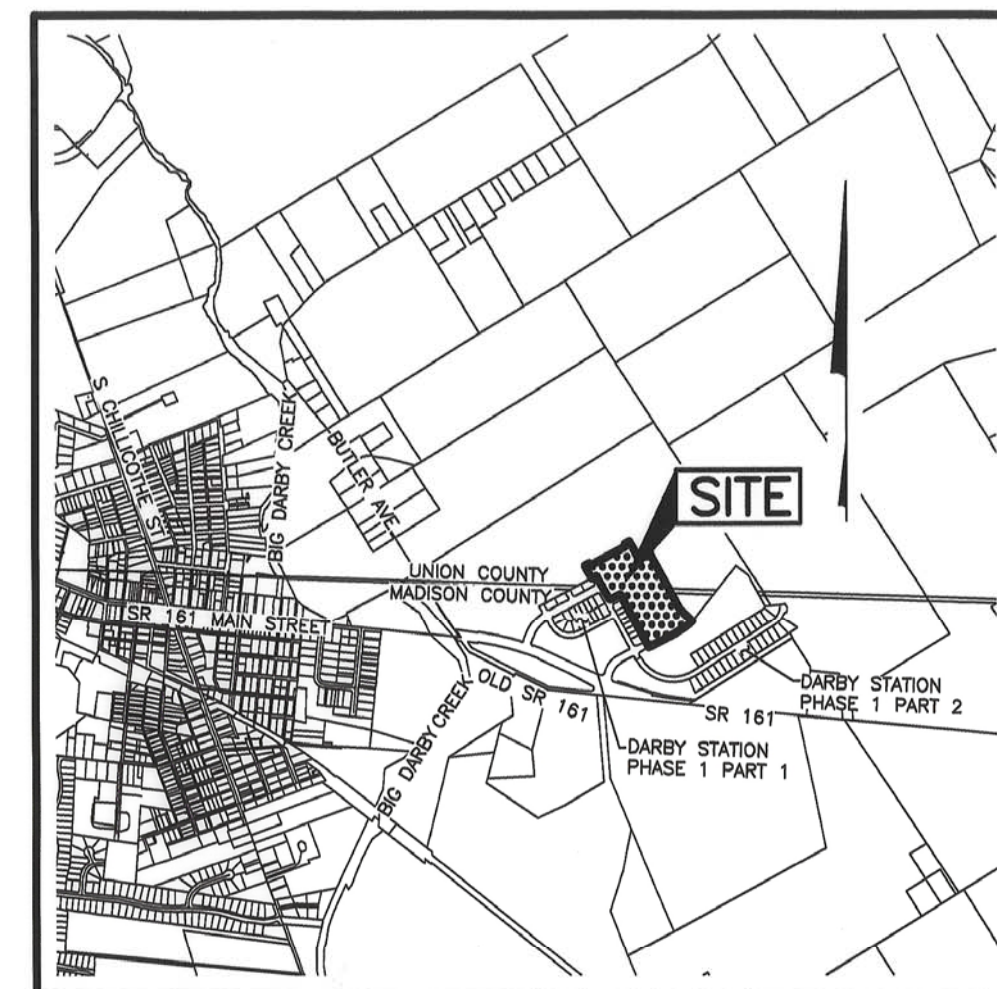 S CHILLICOTHE ST
BIG DARBY CREEK
BUTLER AVE
SITE
UNION COUNTY
MADISON COUNTY
SR 161 MAIN STREET
OLD SR 161
BIG DARBY CREEK
SR 161
DARBY STATION
PHASE 1 PART 2
DARBY STATION
PHASE 1 PART 1